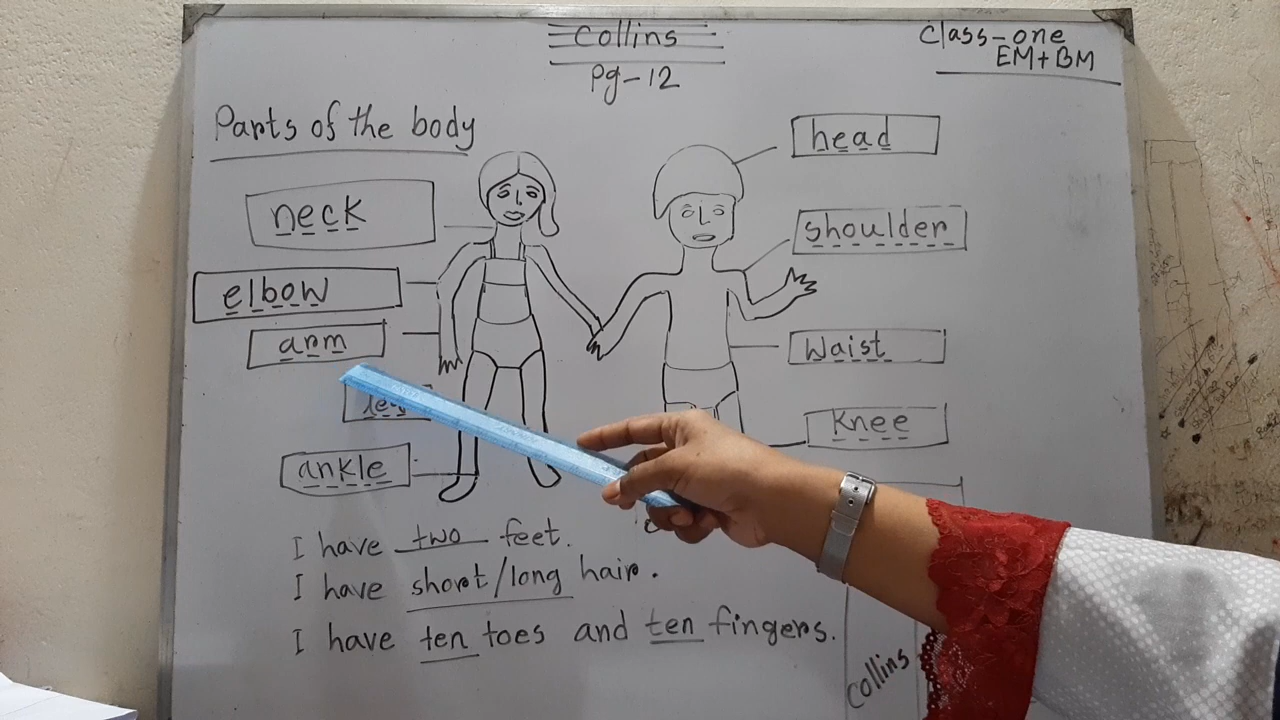 Collins
Pg-12
Class-one
EM+BM
Parts of the body
neck
elbow
arm
leg
ankle
head
shoulder
Waist
Knee
I have two feet.
I have short/long hair.
I have ten toes and ten fingers.
Collins